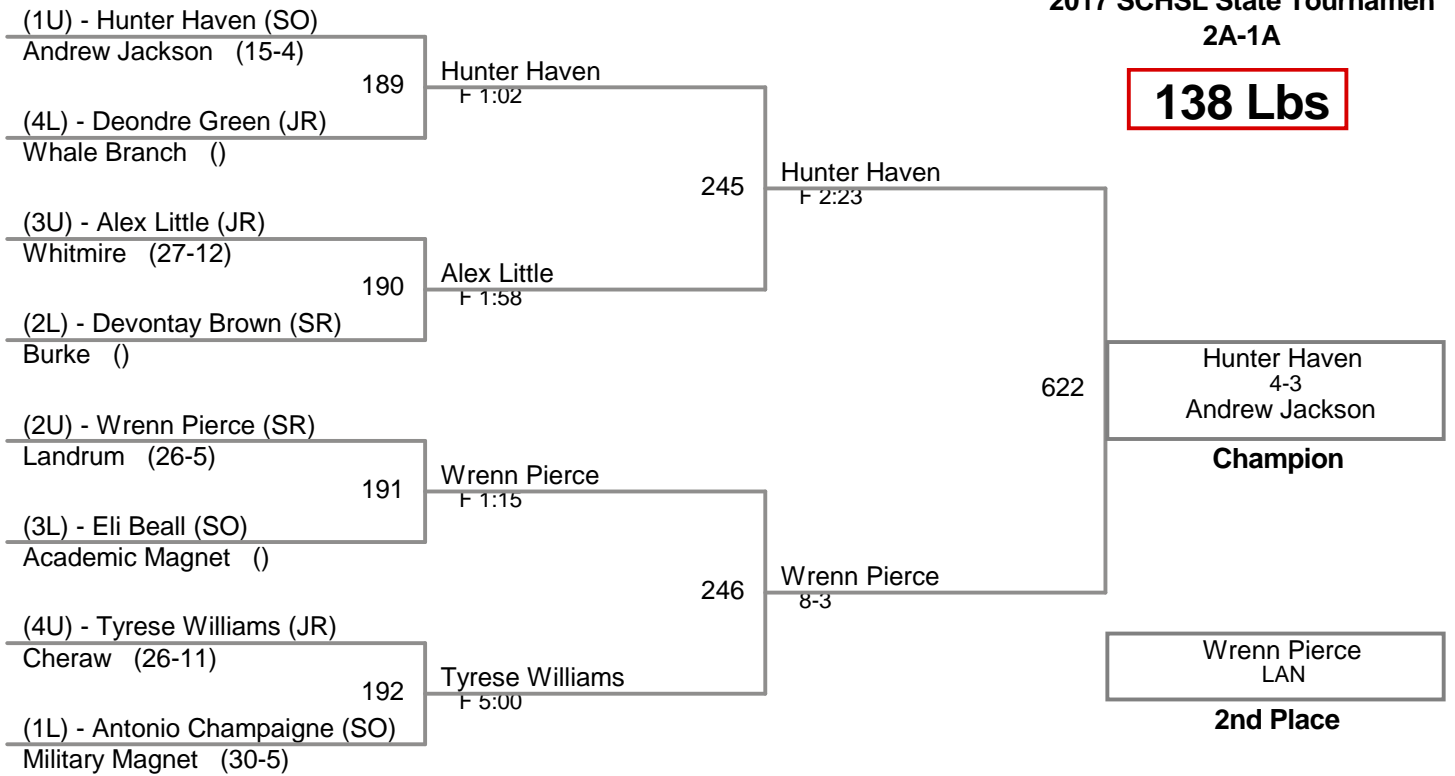 2017 SCHSL State Tournamen
2A-1A
138 Lbs
(1U) - Hunter Haven (SO)
Andrew Jackson (15-4)
189
Hunter Haven
F 1:02
(4L) - Deondre Green (JR)
Whale Branch ()
245
Hunter Haven
F 2:23
(3U) - Alex Little (JR)
Whitmire (27-12)
190
Alex Little
F 1:58
(2L) - Devontay Brown (SR)
Burke ()
622
Hunter Haven
4-3
Andrew Jackson
Champion
(2U) - Wrenn Pierce (SR)
Landrum (26-5)
191
Wrenn Pierce
F 1:15
(3L) - Eli Beall (SO)
Academic Magnet ()
246
Wrenn Pierce
8-3
(4U) - Tyrese Williams (JR)
Cheraw (26-11)
192
Tyrese Williams
F 5:00
(1L) - Antonio Champaigne (SO)
Military Magnet (30-5)
Wrenn Pierce
LAN
2nd Place